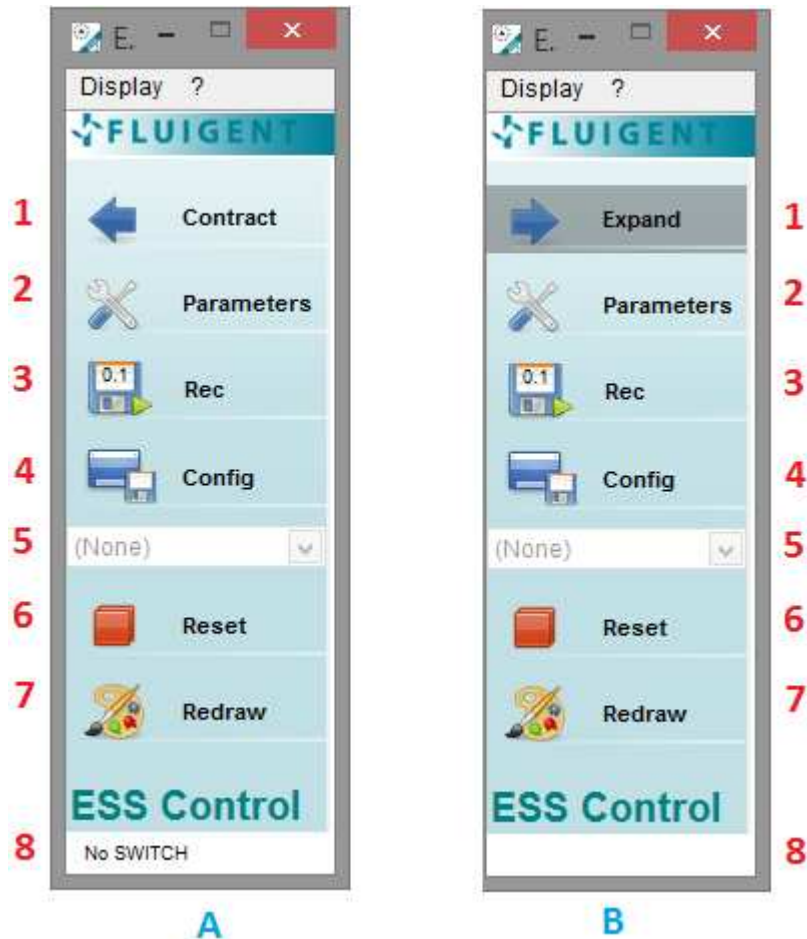 E.
Display ?
FLUIGENT
1 Contract
2 Parameters
3 0.1 Rec
4 Config
5 (None)
6 Reset
7 Redraw
ESS Control
8 No SWITCH
A
E.
Display ?
FLUIGENT
Expand 1
Parameters 2
0.1 Rec 3
Config 4
(None) 5
Reset 6
Redraw 7
ESS Control
8
B